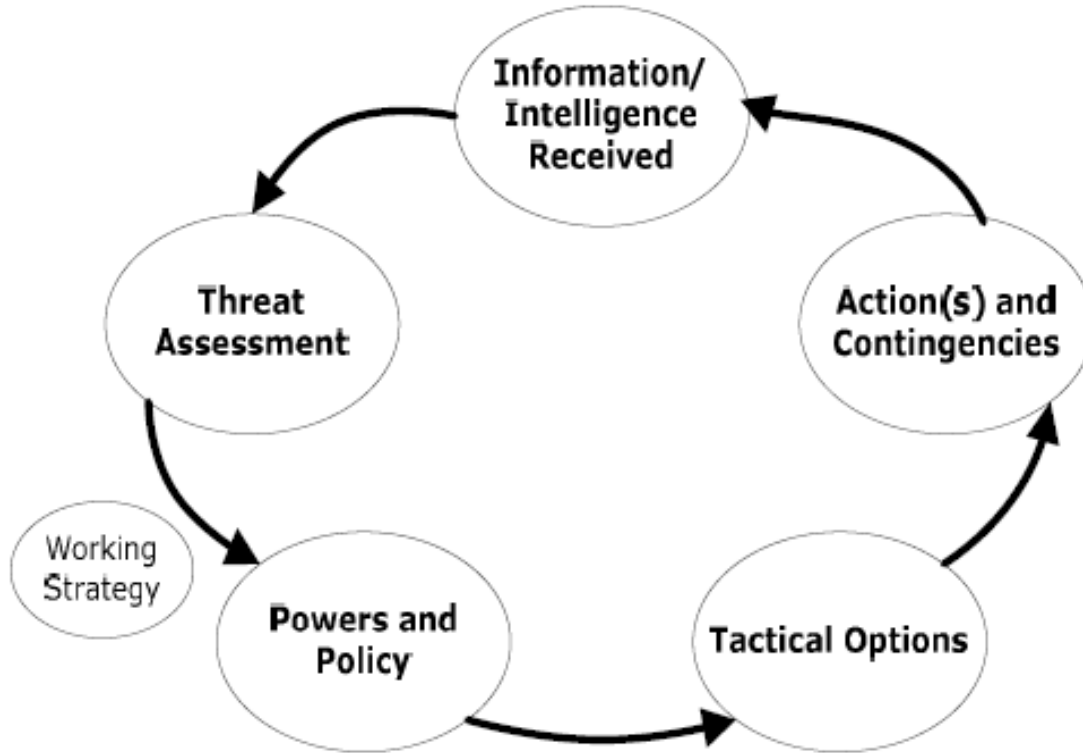 Information/
Intelligence
Received
Threat
Assessment
Action(s) and
Contingencies
Working
Strategy
Powers and
Policy
Tactical Options